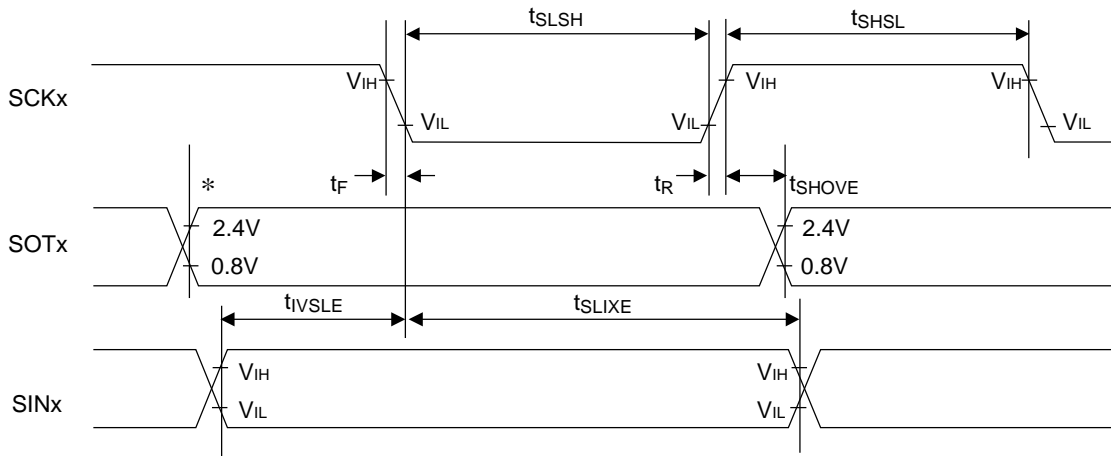 tSLSH
tSHSL
SCKx
VIH
VIL
VIL
VIH
VIH
VIL
tF
tR
tSHOVE
*
SOTx
2.4V
0.8V
2.4V
0.8V
tIVSLE
tSLIXE
SINx
VIH
VIL
VIH
VIL